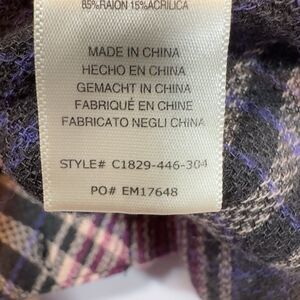 85%RAION 15%ACRILICA
MADE IN CHINA
HECHO EN CHINA
GEMACHT IN CHINA
FABRIQUÉ EN CHINE
FABRICATO NEGLI CHINA
STYLE# C1829-446-304
PO# EM17648